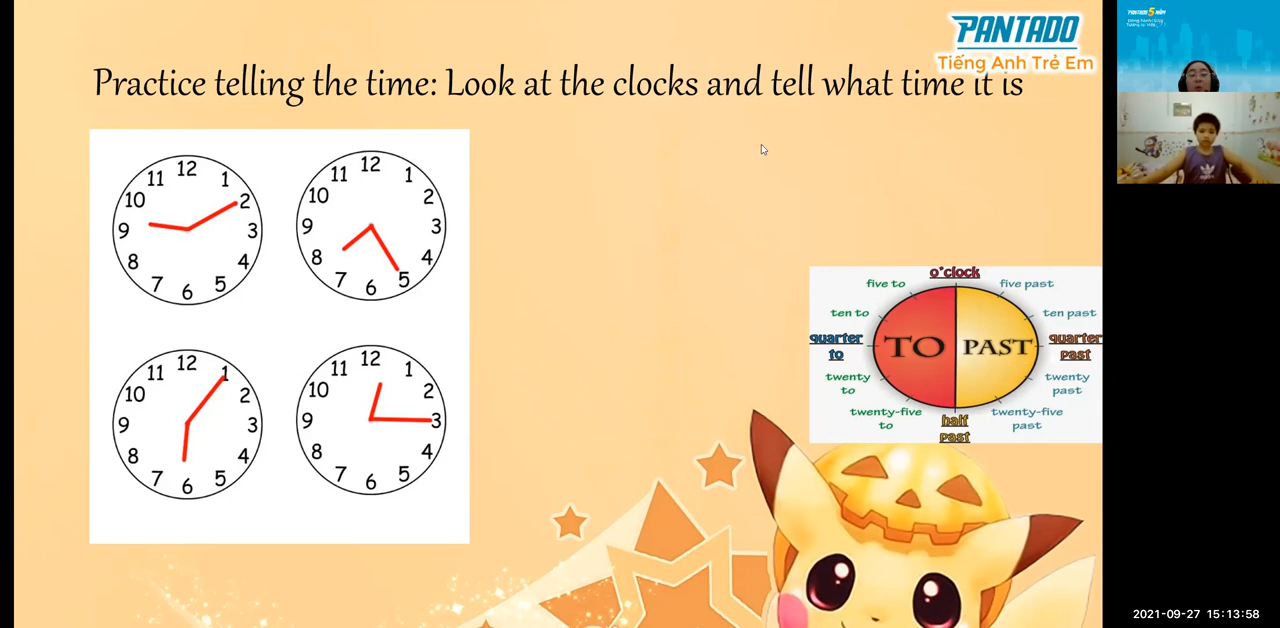 PANTADO
Tiếng Anh Trẻ Em
Practice telling the time: Look at the clocks and tell what time it is
12
11 1
10 2
9 3
8 4
7 5
6
12
11 1
10 2
9 3
8 4
7 5
6
12
11 1
10 2
9 3
8 4
7 5
6
12
11 1
10 2
9 3
8 4
7 5
6
o'clock
five to five past
ten to ten past
quarter to TO PAST quarter past
twenty to twenty past
twenty-five to twenty-five past
half past
PANTADO 5 NĂM
2021-09-27 15:13:58